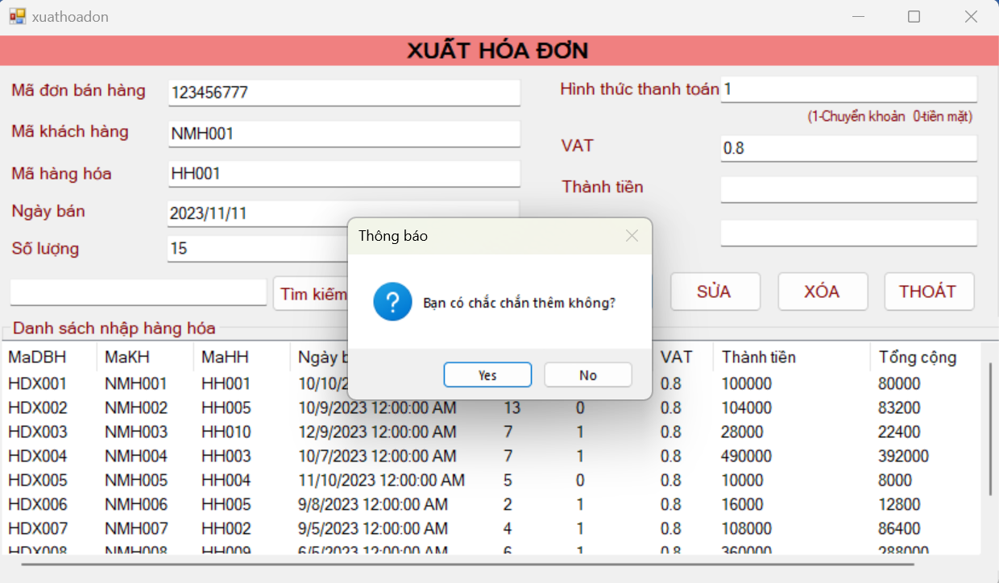 xuathoadon
XUẤT HÓA ĐƠN
Mã đơn bán hàng 123456777
Hình thức thanh toán 1
(1-Chuyển khoản 0-tiền mặt)
Mã khách hàng NMH001
VAT 0.8
Mã hàng hóa HH001
Thành tiền
Ngày bán 2023/11/11
Số lượng 15
Thông báo
Bạn có chắc chắn thêm không?
Yes No
Tìm kiếm SỬA XÓA THOÁT
Danh sách nhập hàng hóa
MaDBH MaKH MaHH Ngày VAT Thành tiền Tổng cộng
HDX001 NMH001 HH001 10/10/ 0.8 100000 80000
HDX002 NMH002 HH005 10/9/2023 12:00:00 AM 13 0 0.8 104000 83200
HDX003 NMH003 HH010 12/9/2023 12:00:00 AM 7 1 0.8 28000 22400
HDX004 NMH004 HH003 10/7/2023 12:00:00 AM 7 1 0.8 490000 392000
HDX005 NMH005 HH004 11/10/2023 12:00:00 AM 5 0 0.8 10000 8000
HDX006 NMH006 HH005 9/8/2023 12:00:00 AM 2 1 0.8 16000 12800
HDX007 NMH007 HH002 9/5/2023 12:00:00 AM 4 1 0.8 108000 86400
HDX008 NMH008 HH009 6/5/2023 12:00:00 AM 6 1 0.8 360000 288000